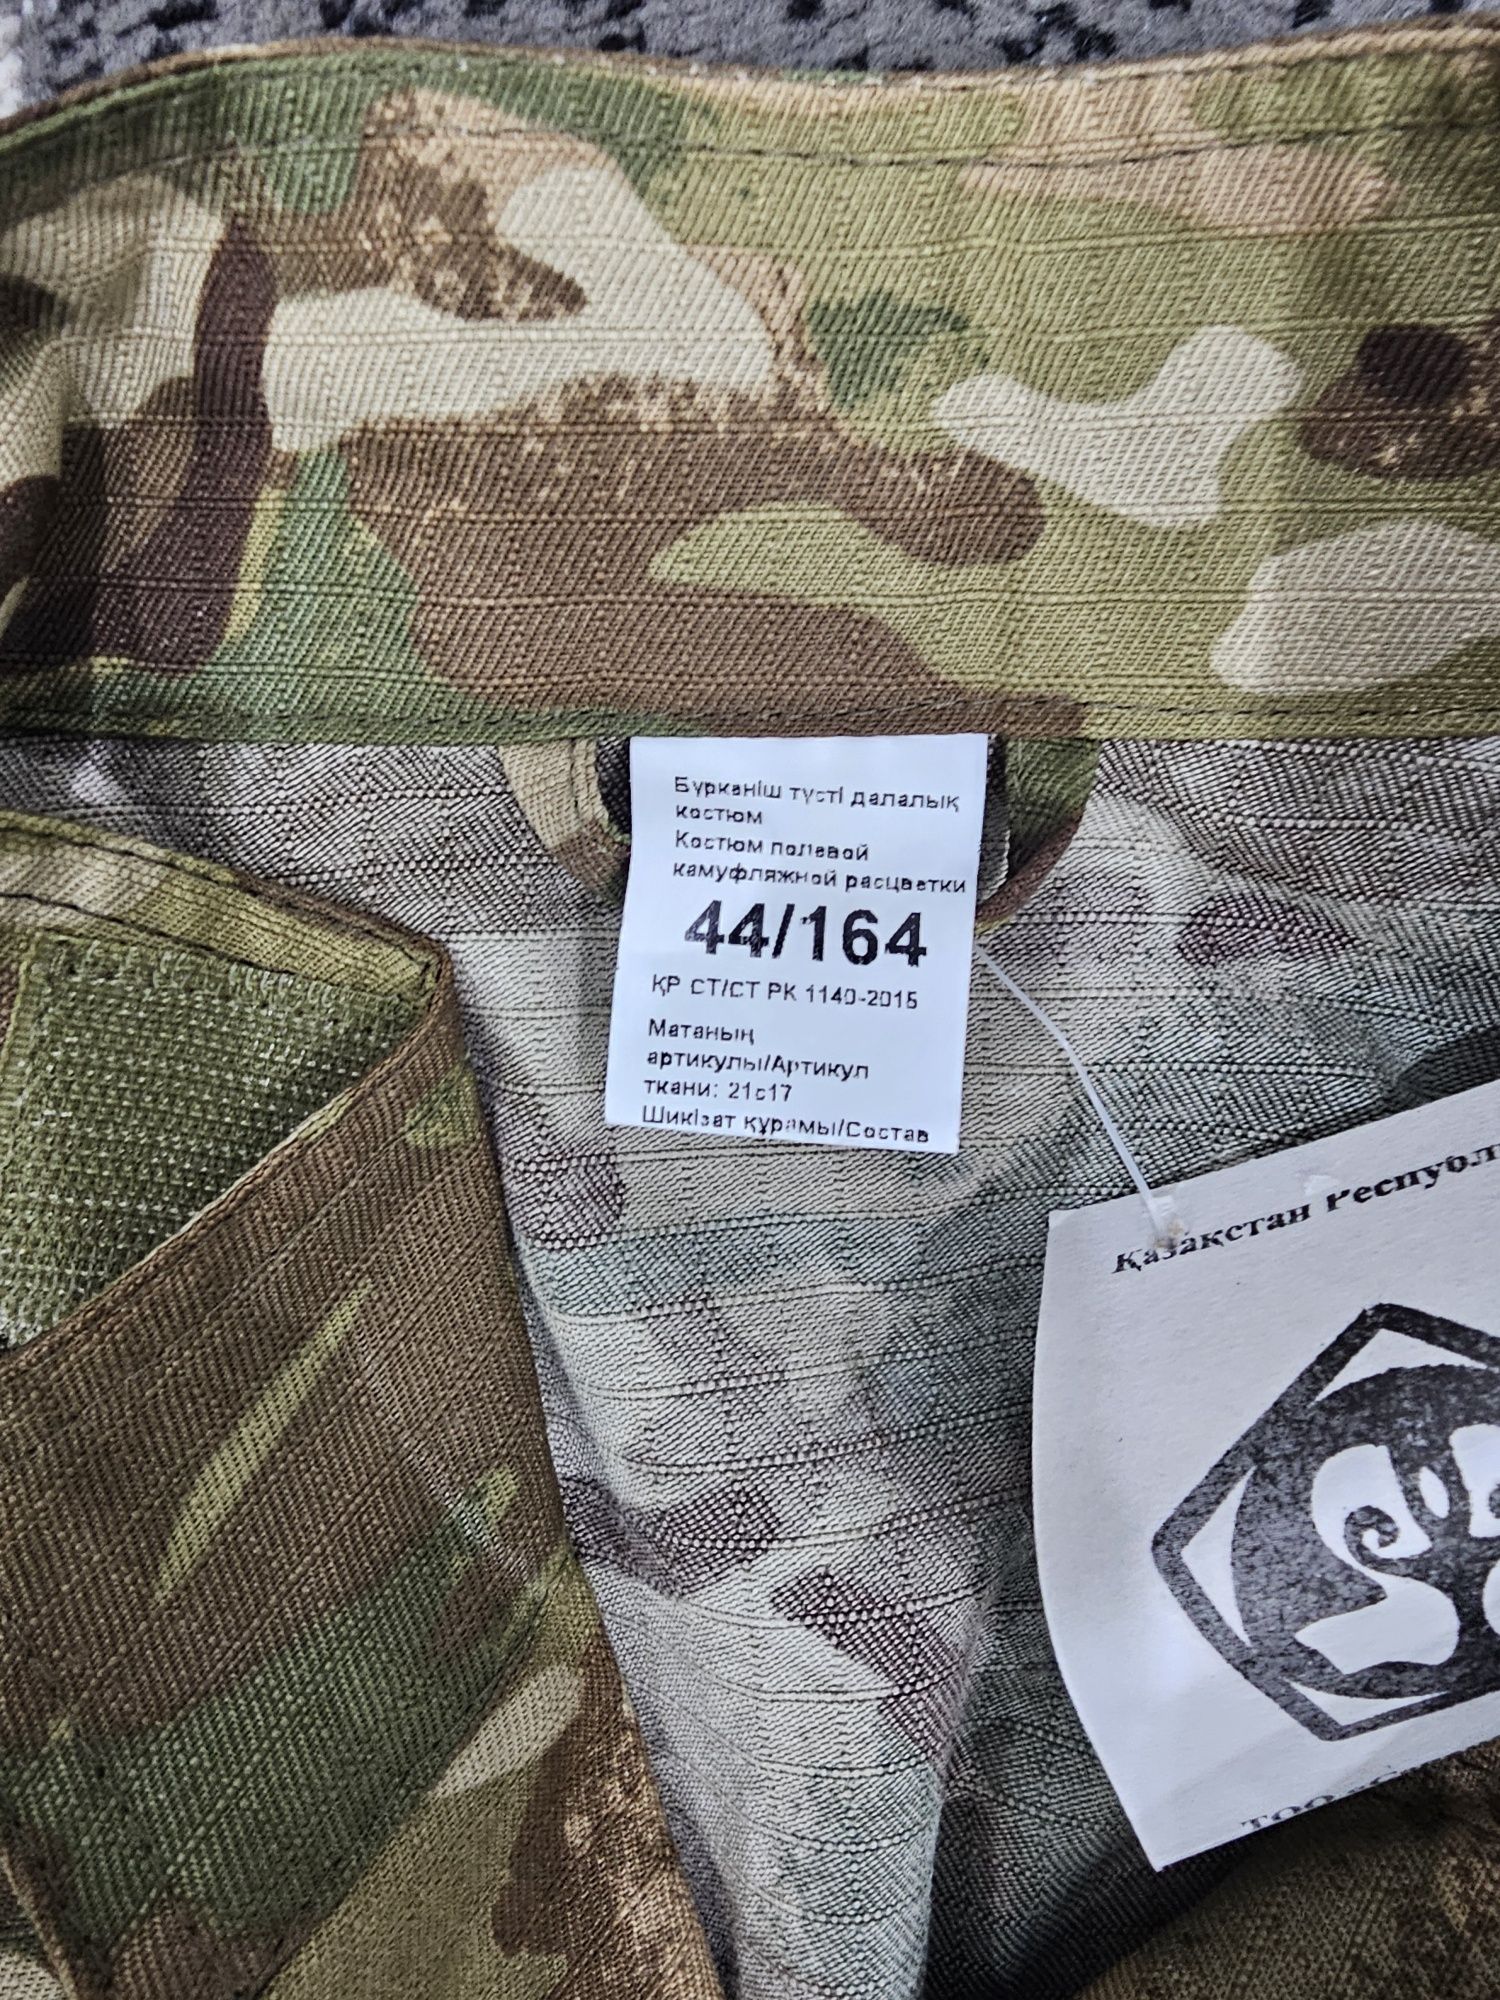 Бүркеніш түсті далалық
костюм
Костюм полевой
камуфляжной расцветки
44/164
ҚР СТ/СТ РК 1140-2015
Матаның
артикулы/Артикул
ткани: 21с17
Шикізат құрамы/Состав
Қазақстан Республ
ТОО